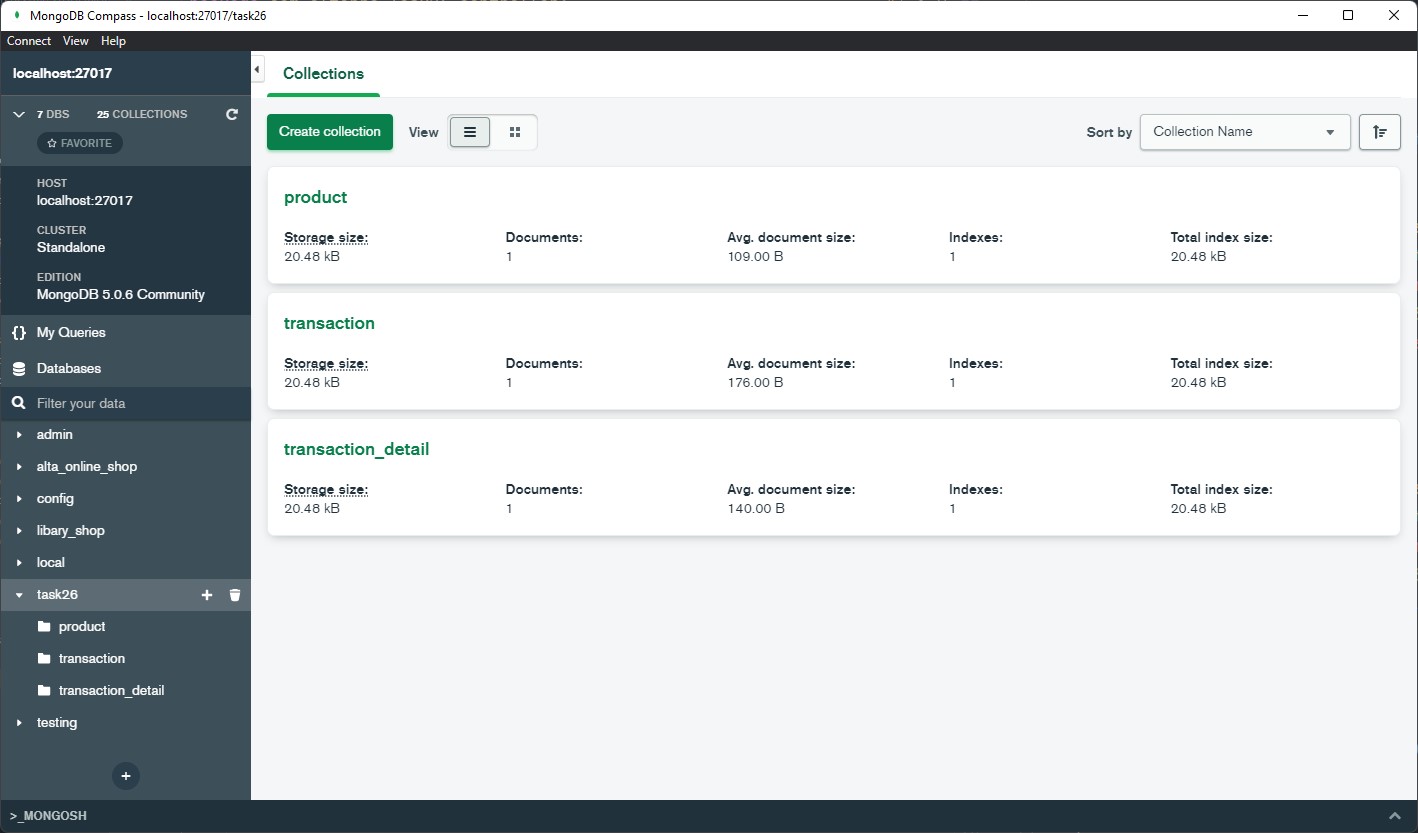 MongoDB Compass - localhost:27017/task26
Connect View Help
localhost:27017
7 DBS 25 COLLECTIONS
FAVORITE
HOST
localhost:27017
CLUSTER
Standalone
EDITION
MongoDB 5.0.6 Community
{} My Queries
Databases
Filter your data
admin
alta_online_shop
config
libary_shop
local
task26
product
transaction
transaction_detail
testing
>_MONGOSH
Collections
Create collection View Sort by Collection Name
product
Storage size: Documents: Avg. document size: Indexes: Total index size:
20.48 kB 1 109.00 B 1 20.48 kB
transaction
Storage size: Documents: Avg. document size: Indexes: Total index size:
20.48 kB 1 176.00 B 1 20.48 kB
transaction_detail
Storage size: Documents: Avg. document size: Indexes: Total index size:
20.48 kB 1 140.00 B 1 20.48 kB